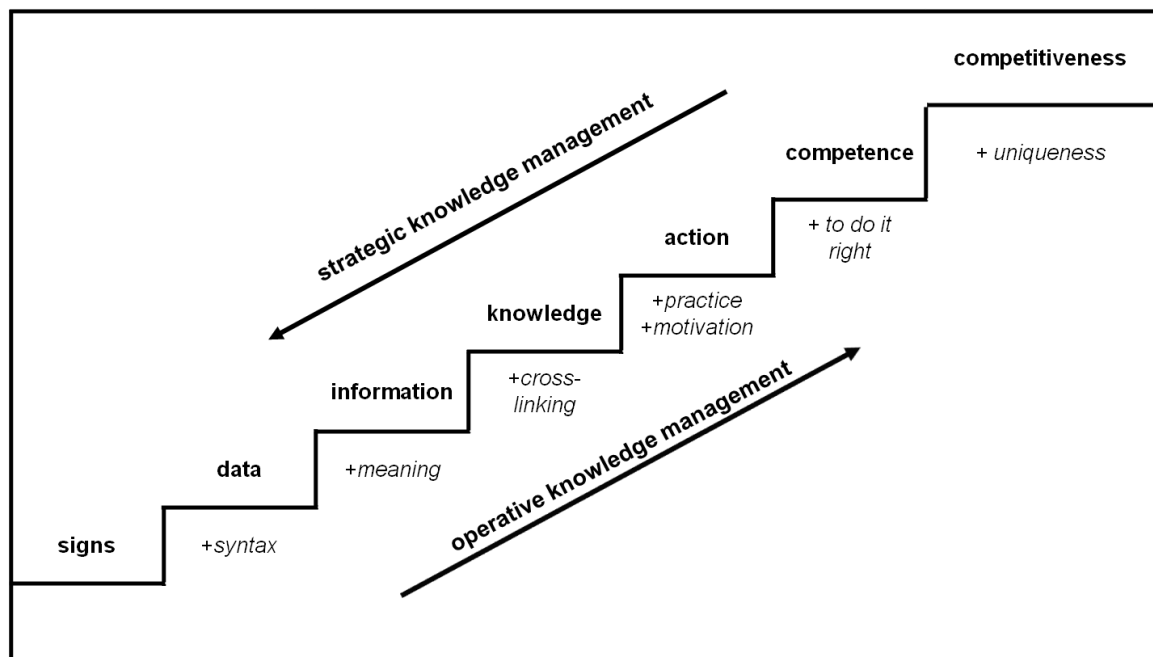 competitiveness
+ uniqueness
strategic knowledge management
competence
+ to do it
right
action
+practice
+motivation
knowledge
+cross-
linking
operative knowledge management
information
+meaning
data
+syntax
signs